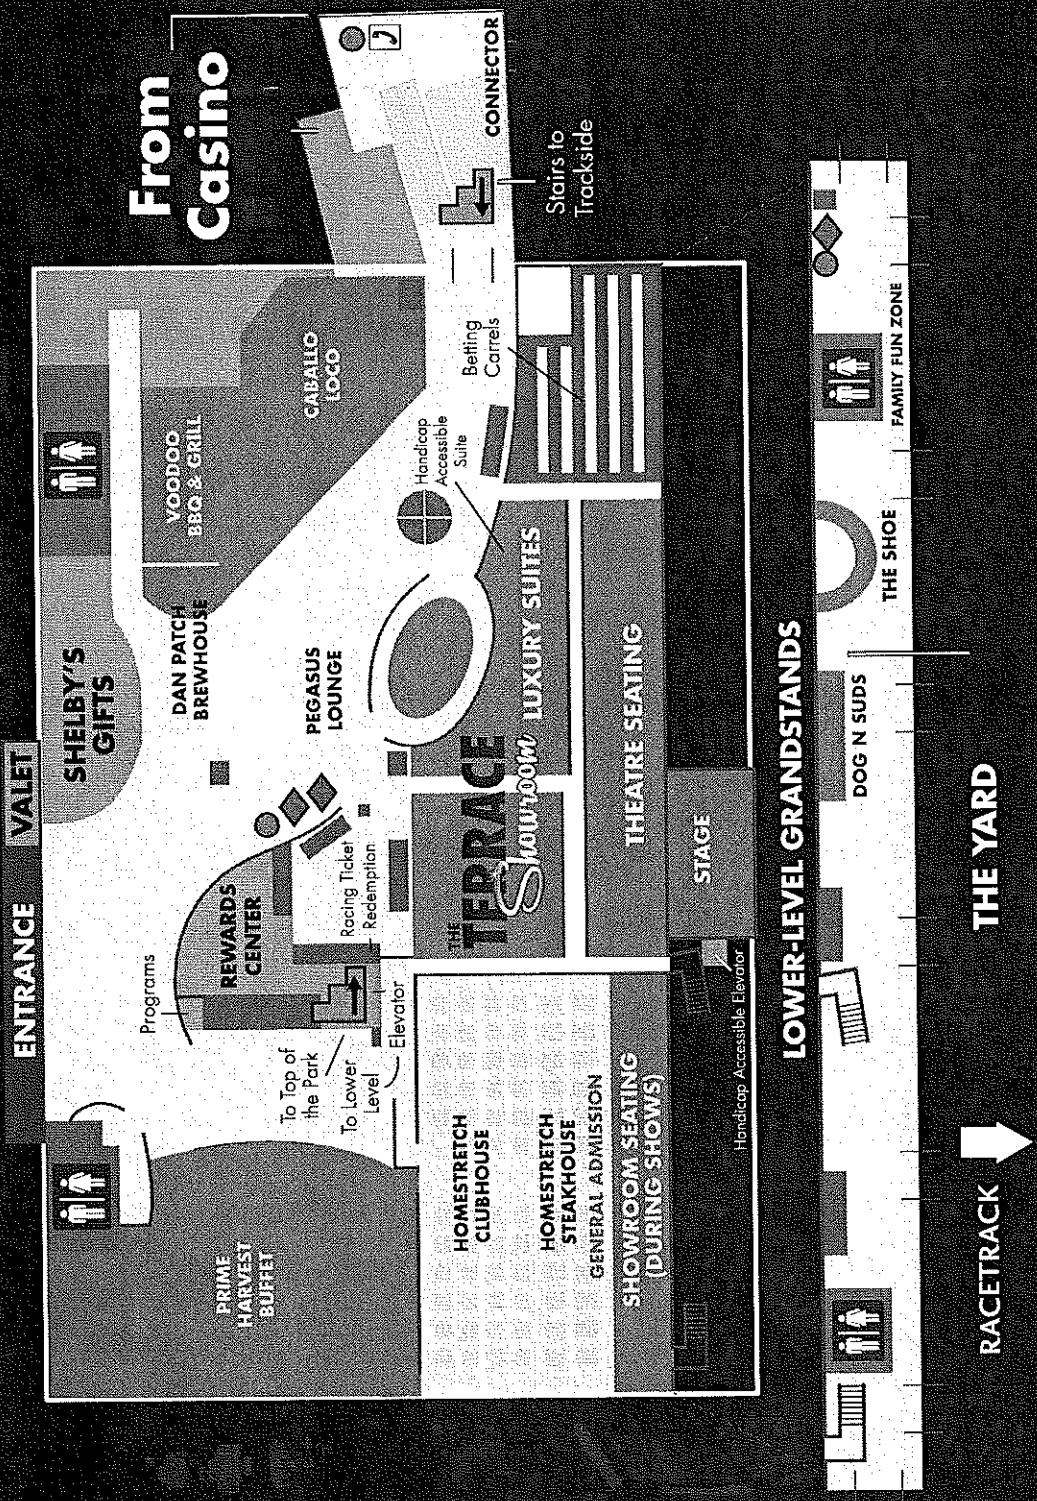 ENTRANCE
VALET
From
Casino
SHELBY'S
GIFTS
VOODOO
BBQ & GRILL
CABALLO
LOCO
CONNECTOR
Stairs to
Trackside
DAN PATCH
BREWHOUSE
PEGASUS
LOUNGE
Handicap
Accessible
Suite
Betting
Carrels
Programs
REWARDS
CENTER
Racing Ticket
Redemption
To Top of
the Park
To Lower
Level
Elevator
PRIME
HARVEST
BUFFET
HOMESTRETCH
CLUBHOUSE
HOMESTRETCH
STEAKHOUSE
GENERAL ADMISSION
SHOWROOM SEATING
(DURING SHOWS)
THE
TERRACE
Showroom
LUXURY SUITES
THEATRE SEATING
STAGE
Handicap Accessible Elevator
LOWER-LEVEL GRANDSTANDS
DOG N SUDS
THE SHOE
FAMILY FUN ZONE
RACETRACK
THE YARD